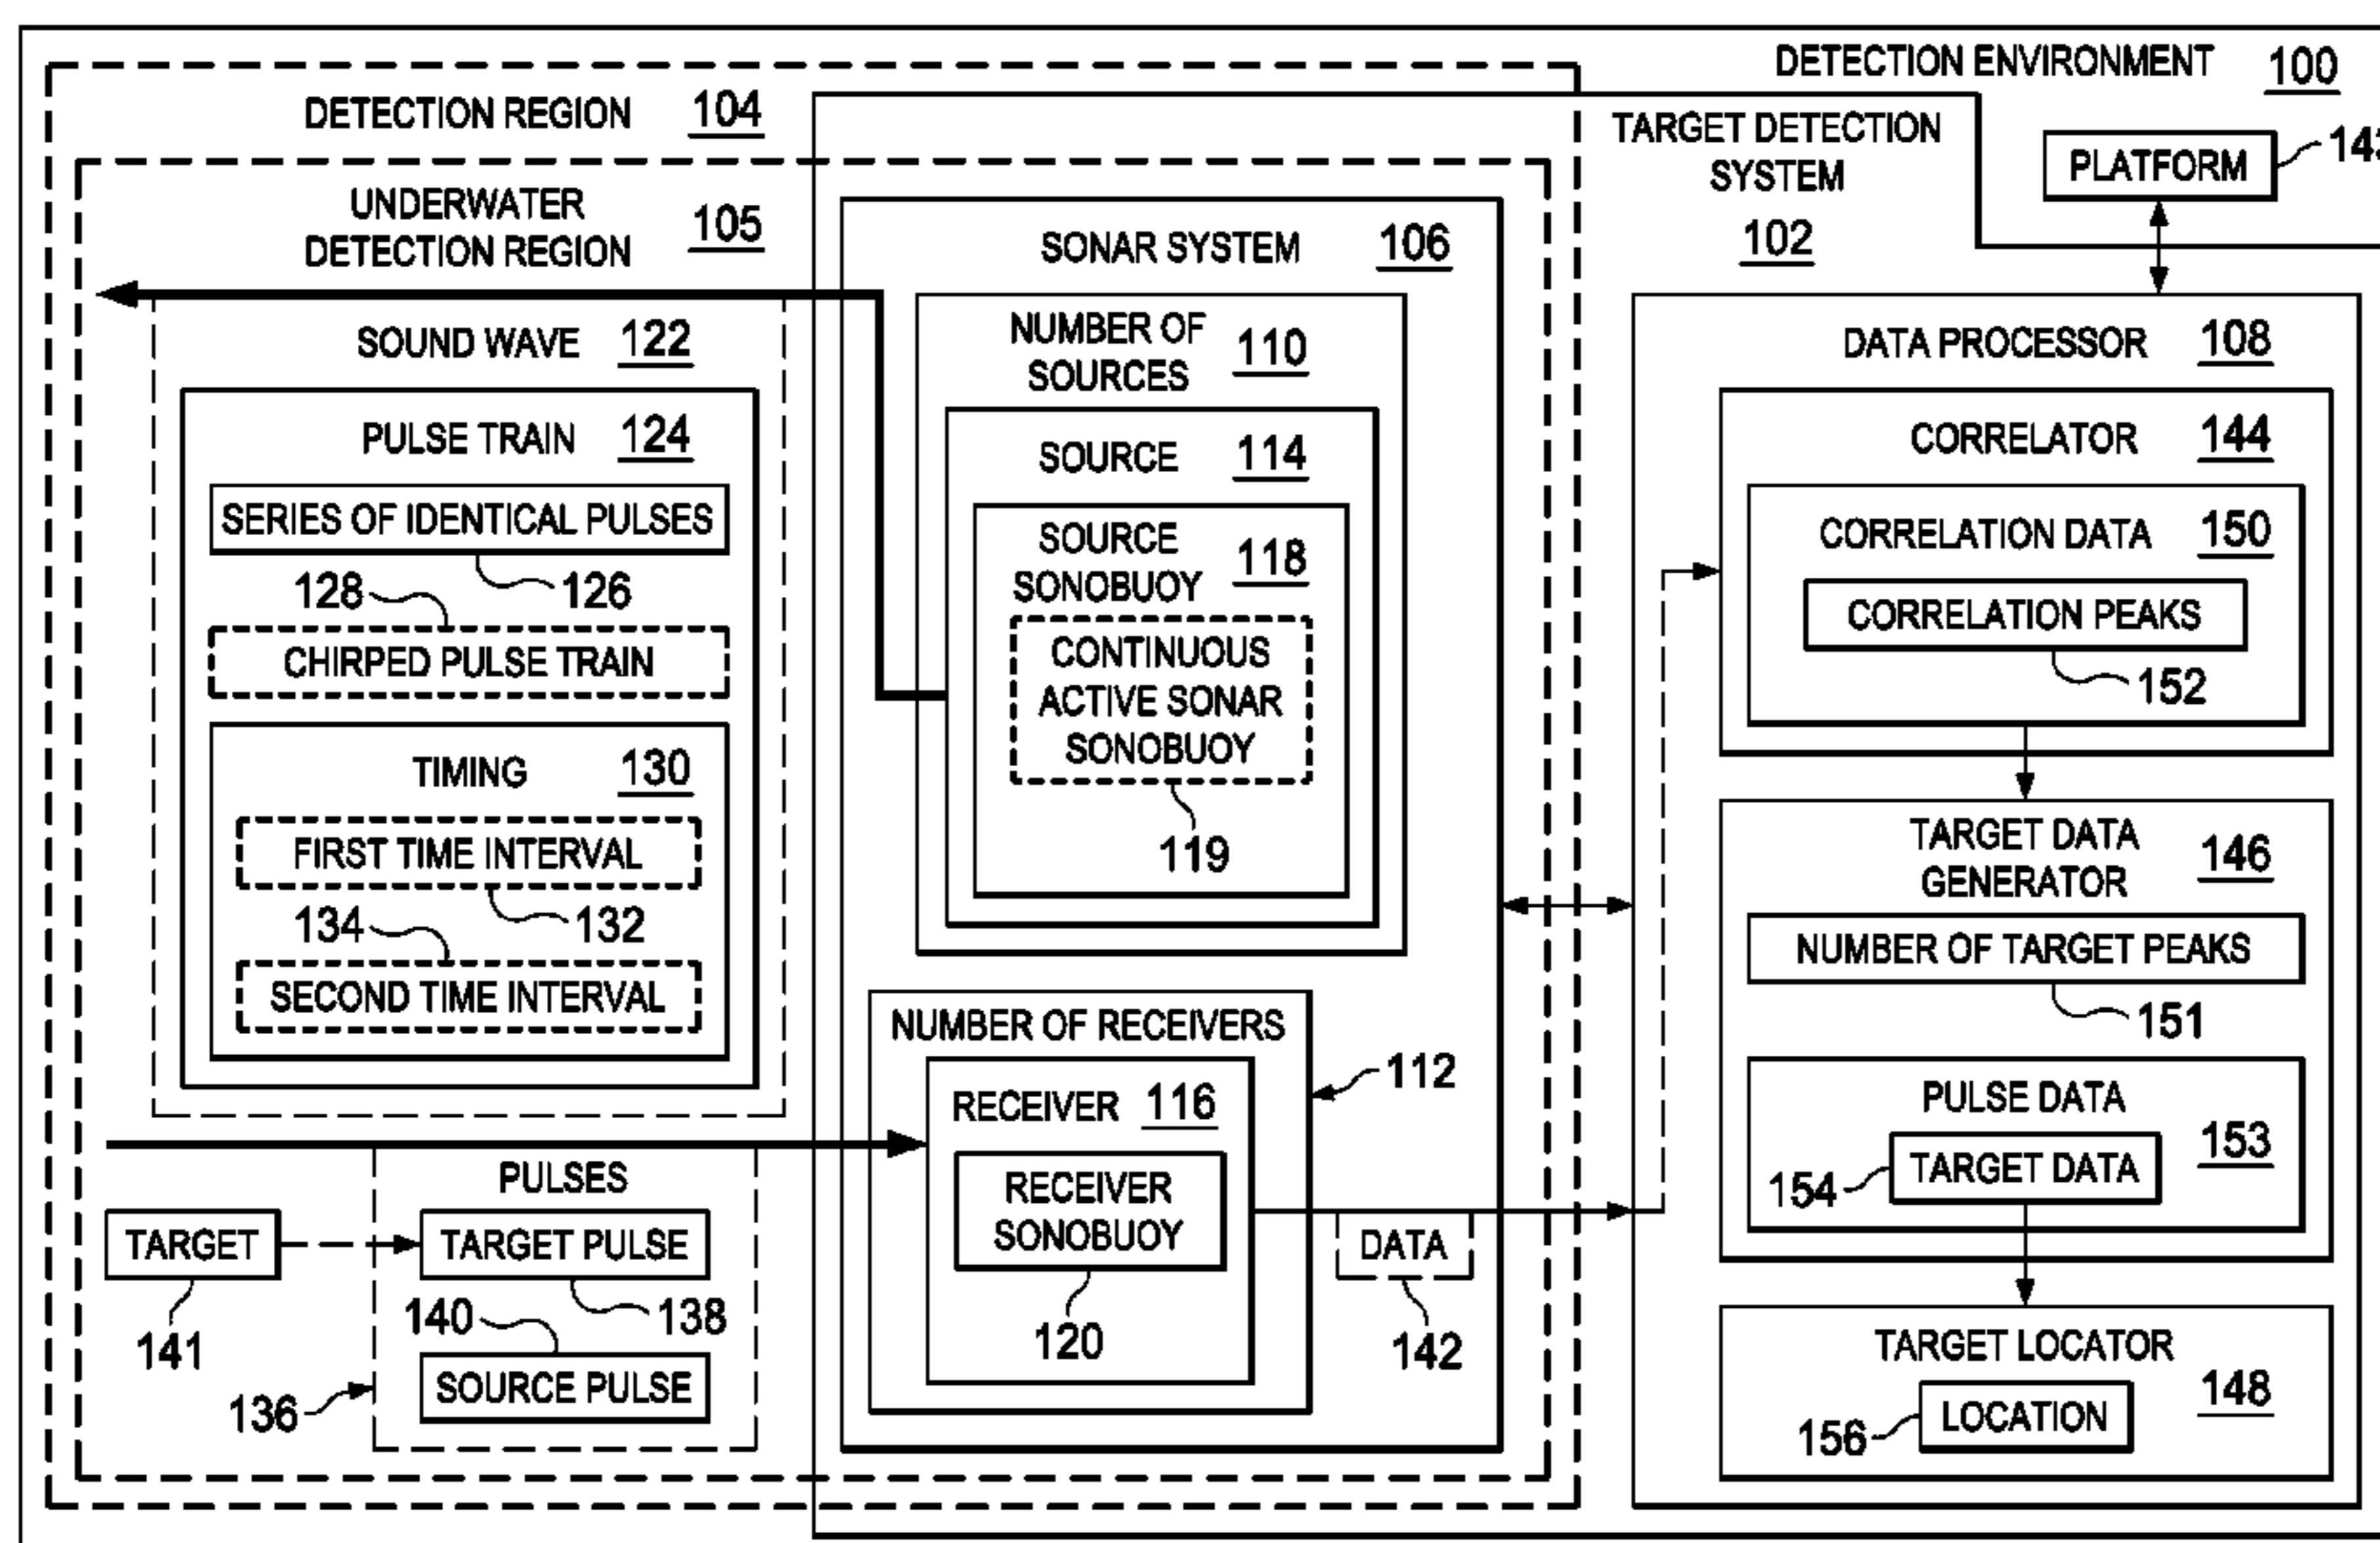 DETECTION ENVIRONMENT 100
DETECTION REGION 104
TARGET DETECTION
SYSTEM
102
PLATFORM
UNDERWATER
DETECTION REGION 105
SONAR SYSTEM 106
SOUND WAVE 122
PULSE TRAIN 124
SERIES OF IDENTICAL PULSES
128 126
CHIRPED PULSE TRAIN
TIMING 130
FIRST TIME INTERVAL
134 132
SECOND TIME INTERVAL
NUMBER OF
SOURCES 110
SOURCE 114
SOURCE
SONOBUOY 118
CONTINUOUS
ACTIVE SONAR
SONOBUOY
119
NUMBER OF RECEIVERS
112
RECEIVER 116
RECEIVER
SONOBUOY
120
PULSES
TARGET
141
TARGET PULSE
140 138
SOURCE PULSE
136
DATA
142
DATA PROCESSOR 108
CORRELATOR 144
CORRELATION DATA 150
CORRELATION PEAKS
152
TARGET DATA
GENERATOR 146
NUMBER OF TARGET PEAKS
151
PULSE DATA
153
154 TARGET DATA
TARGET LOCATOR
148
156 LOCATION